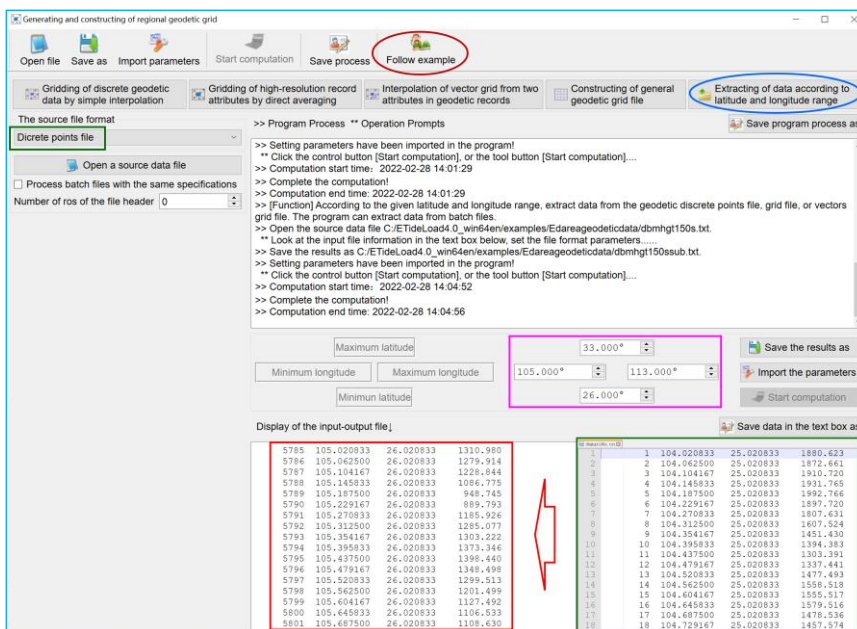 Generating and constructing of regional geodetic grid
Open file Save as Import parameters Start computation Save process Follow example
Gridding of discrete geodetic data by simple interpolation
Gridding of high-resolution record attributes by direct averaging
Interpolation of vector grid from two attributes in geodetic records
Constructing of general geodetic grid file
Extracting of data according to latitude and longitude range
The source file format
Dicrete points file
Open a source data file
Process batch files with the same specifications
Number of ros of the file header 0
>> Program Process ** Operation Prompts
Save program process as
>> Setting parameters have been imported in the program!
** Click the control button [Start computation], or the tool button [Start computation]....
>> Computation start time: 2022-02-28 14:01:29
>> Complete the computation!
>> Computation end time: 2022-02-28 14:01:29
>> [Function] According to the given latitude and longitude range, extract data from the geodetic discrete points file, grid file, or vectors
grid file. The program can extract data from batch files.
>> Open the source data file C:/ETideLoad4.0_win64en/examples/Edareageodeticdata/dbmhgt150s.txt.
** Look at the input file information in the text box below, set the file format parameters......
>> Save the results as C:/ETideLoad4.0_win64en/examples/Edareageodeticdata/dbmhgt150ssub.txt.
>> Setting parameters have been imported in the program!
** Click the control button [Start computation], or the tool button [Start computation]....
>> Computation start time: 2022-02-28 14:04:52
>> Complete the computation!
>> Computation end time: 2022-02-28 14:04:56
Maximum latitude 33.000°
Minimum longitude Maximum longitude 105.000° 113.000°
Minimun latitude 26.000°
Save the results as
Import the parameters
Start computation
Display of the input-output file↓
Save data in the text box as
5785 105.020833 26.020833 1310.980
5786 105.062500 26.020833 1279.914
5787 105.104167 26.020833 1228.844
5788 105.145833 26.020833 1086.775
5789 105.187500 26.020833 948.745
5790 105.229167 26.020833 889.793
5791 105.270833 26.020833 1185.926
5792 105.312500 26.020833 1285.077
5793 105.354167 26.020833 1303.222
5794 105.395833 26.020833 1373.346
5795 105.437500 26.020833 1398.440
5796 105.479167 26.020833 1348.498
5797 105.520833 26.020833 1299.513
5798 105.562500 26.020833 1201.499
5799 105.604167 26.020833 1127.492
5800 105.645833 26.020833 1106.533
5801 105.687500 26.020833 1108.630
1 1 104.020833 25.020833 1880.623
2 2 104.062500 25.020833 1872.661
3 3 104.104167 25.020833 1910.720
4 4 104.145833 25.020833 1931.765
5 5 104.187500 25.020833 1992.766
6 6 104.229167 25.020833 1897.720
7 7 104.270833 25.020833 1807.631
8 8 104.312500 25.020833 1607.524
9 9 104.354167 25.020833 1451.430
10 10 104.395833 25.020833 1394.383
11 11 104.437500 25.020833 1303.391
12 12 104.479167 25.020833 1337.441
13 13 104.520833 25.020833 1477.493
14 14 104.562500 25.020833 1558.518
15 15 104.604167 25.020833 1555.517
16 16 104.645833 25.020833 1579.516
17 17 104.687500 25.020833 1478.536
18 18 104.729167 25.020833 1457.574